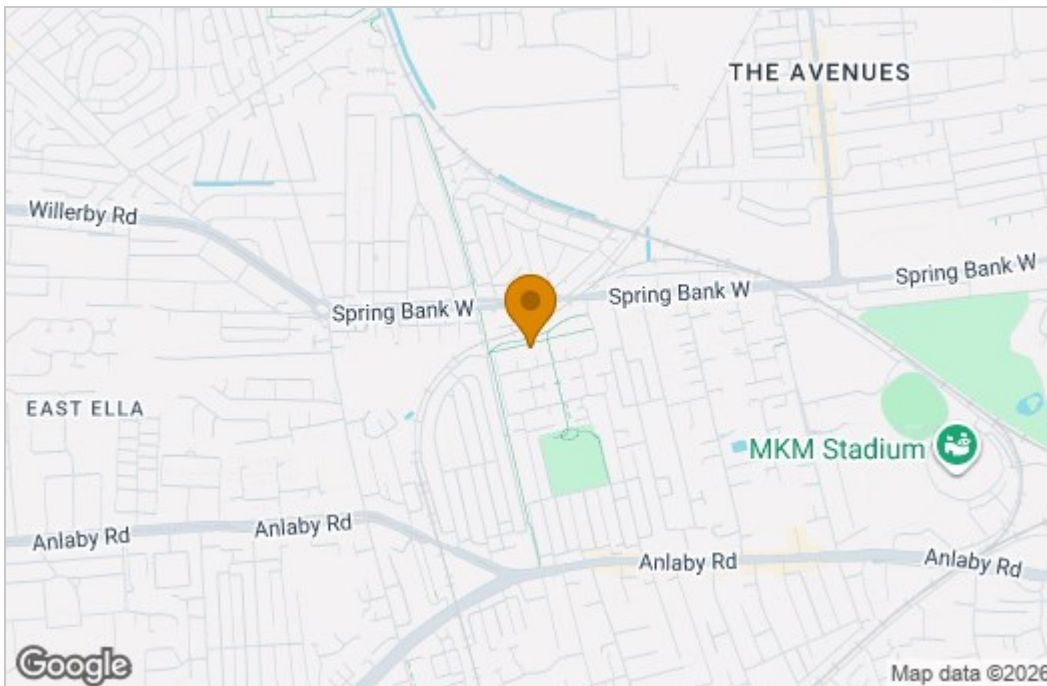 THE AVENUES
Willerby Rd
Spring Bank W
Spring Bank W
Spring Bank W
EAST ELLA
MKM Stadium
Anlaby Rd
Anlaby Rd
Anlaby Rd
Anlaby Rd
Google
Map data ©2026